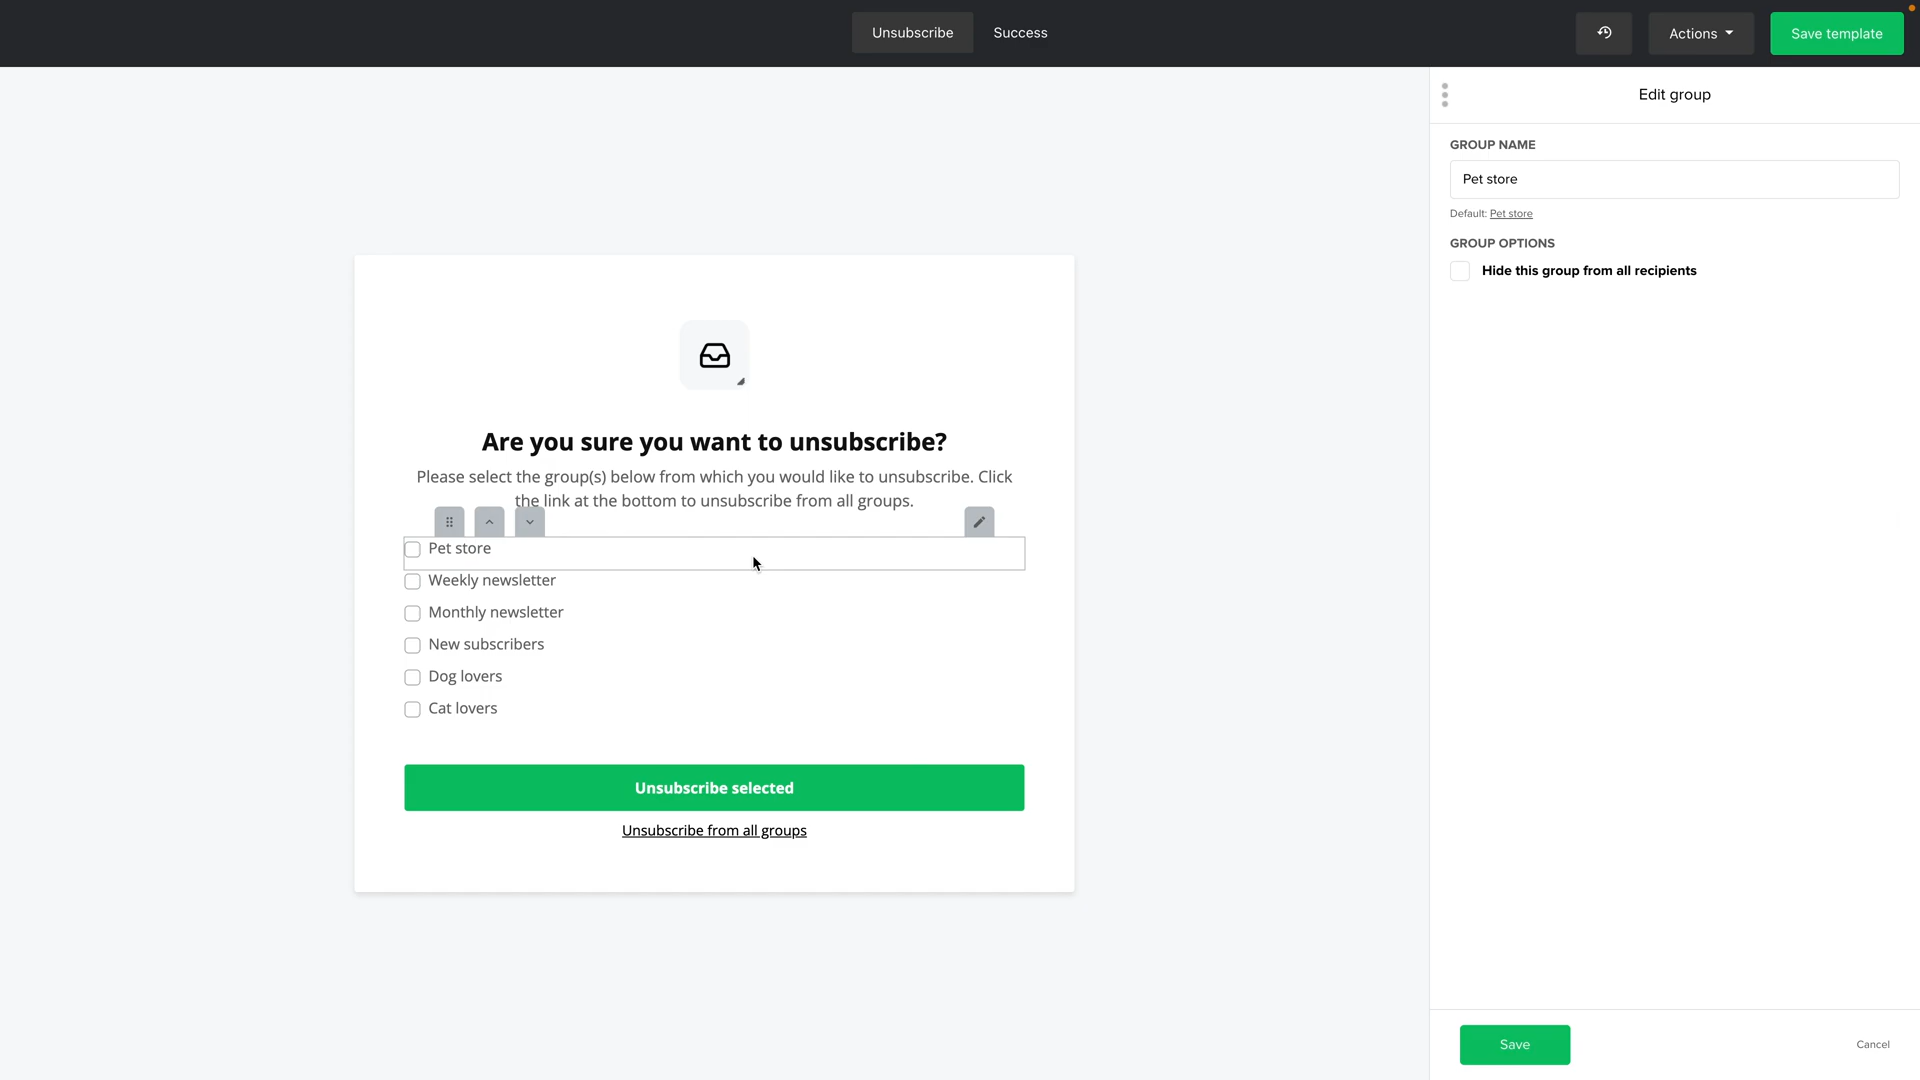 Unsubscribe
Success
Actions
Save template
Edit group
GROUP NAME
Pet store
Default: Pet store
GROUP OPTIONS
Hide this group from all recipients
Are you sure you want to unsubscribe?
Please select the group(s) below from which you would like to unsubscribe. Click
the link at the bottom to unsubscribe from all groups.
Pet store
Weekly newsletter
Monthly newsletter
New subscribers
Dog lovers
Cat lovers
Unsubscribe selected
Unsubscribe from all groups
Save
Cancel